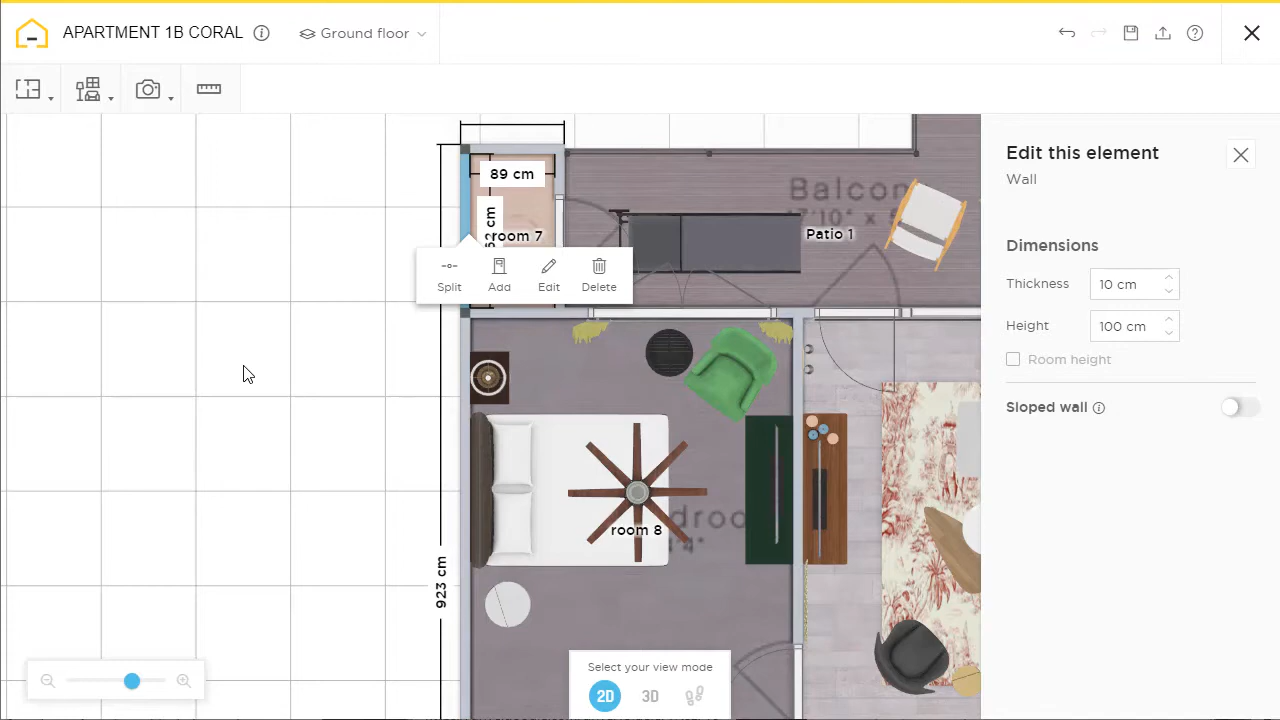 APARTMENT 1B CORAL
Ground floor
Edit this element
Wall
Dimensions
Thickness 10 cm
Height 100 cm
Room height
Sloped wall
89 cm
cm
room 7
Split Add Edit Delete
Patio 1
room 8
923 cm
Select your view mode
2D 3D